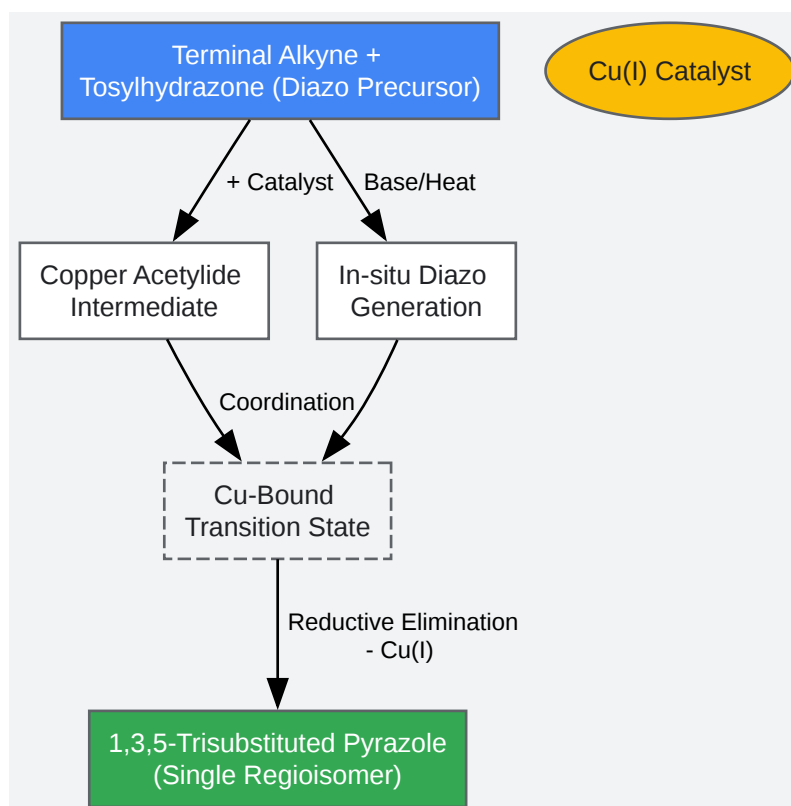 Terminal Alkyne +
Tosylhydrazone (Diazo Precursor)
Cu(I) Catalyst
+ Catalyst
Base/Heat
Copper Acetylide
Intermediate
In-situ Diazo
Generation
Coordination
Cu-Bound
Transition State
Reductive Elimination
- Cu(I)
1,3,5-Trisubstituted Pyrazole
(Single Regioisomer)